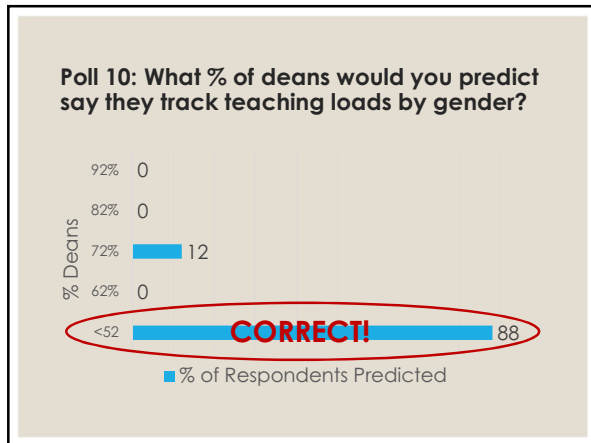 Poll 10: What % of deans would you predict
say they track teaching loads by gender?
92% 0
82% 0
72% 12
62% 0
<52 CORRECT! 88
% Deans
% of Respondents Predicted